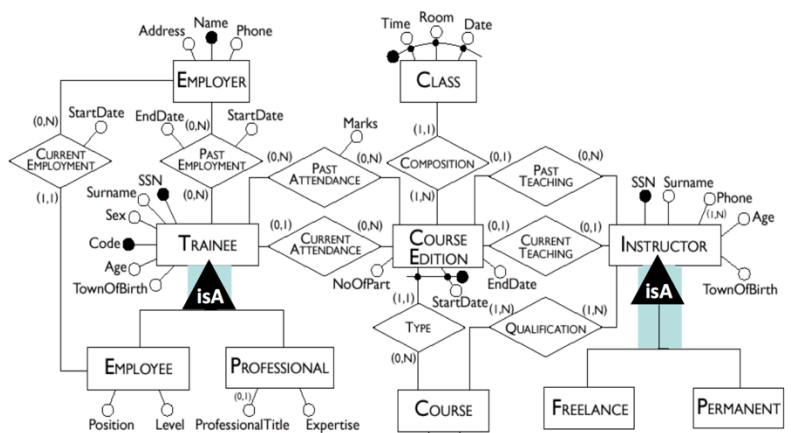 Name
Address
Phone
EMPLOYER
Time
Room
Date
CLASS
(0,N)
StartDate
EndDate
(0,N)
StartDate
Marks
(1,1)
CURRENT
EMPLOYMENT
PAST
EMPLOYMENT
(0,N)
PAST
ATTENDANCE
(0,N)
COMPOSITION
(0,1)
PAST
TEACHING
(0,N)
(1,1)
(0,N)
(1,N)
SSN
Surname
Sex
Code
Age
TownOfBirth
TRAINEE
(0,1)
CURRENT
ATTENDANCE
(0,N)
COURSE
EDITION
(0,1)
CURRENT
TEACHING
(0,1)
INSTRUCTOR
SSN
Surname
Phone
(1,N)
Age
TownOfBirth
NoOfPart
StartDate
EndDate
isA
isA
(1,1)
TYPE
(0,N)
(1,N)
QUALIFICATION
(1,N)
EMPLOYEE
PROFESSIONAL
Position
Level
(0,1)
ProfessionalTitle
Expertise
COURSE
FREELANCE
PERMANENT